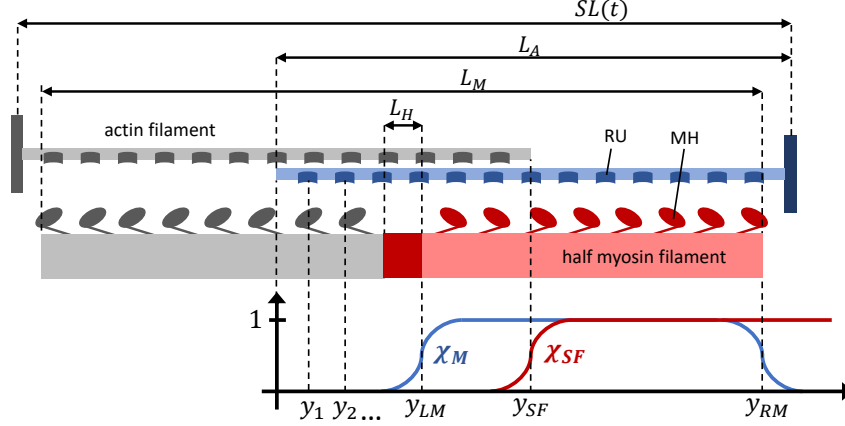 SL(t)
L_A
L_M
L_H
actin filament
RU
MH
half myosin filament
1
χ_M
χ_SF
y_1 y_2 ... y_LM y_SF y_RM